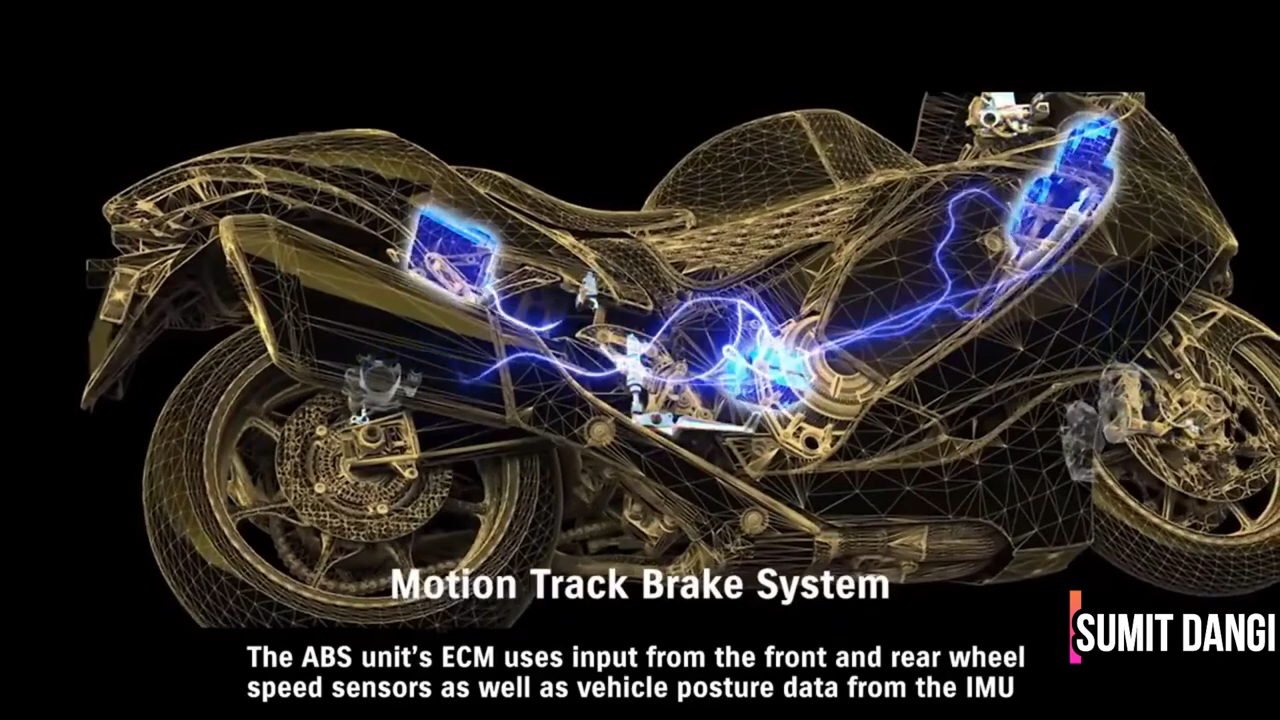 Motion Track Brake System
SUMIT DANGI
The ABS unit's ECM uses input from the front and rear wheel
speed sensors as well as vehicle posture data from the IMU